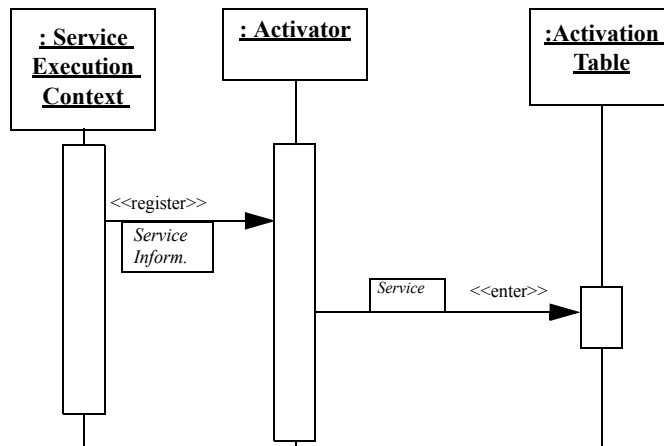 : Service
Execution
Context
: Activator
:Activation
Table
<<register>>
Service
Inform.
Service
<<enter>>